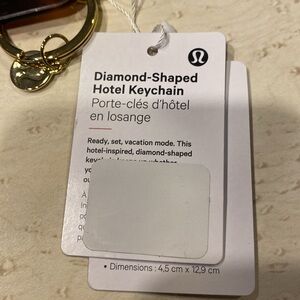 Diamond-Shaped
Hotel Keychain
Porte-clés d'hôtel
en losange
Ready, set, vacation mode. This
hotel-inspired, diamond-shaped
• Dimensions : 4,5 cm x 12,9 cm